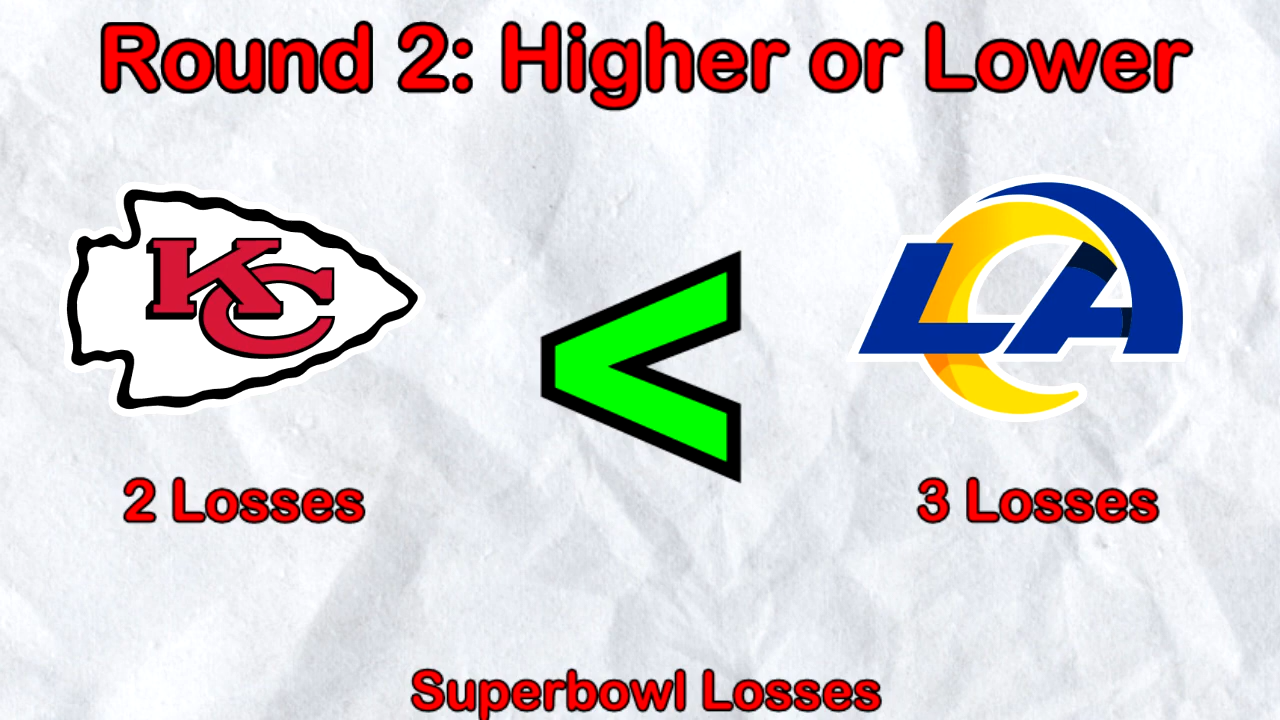 Round 2: Higher or Lower
KC
LA
<
2 Losses
3 Losses
Superbowl Losses